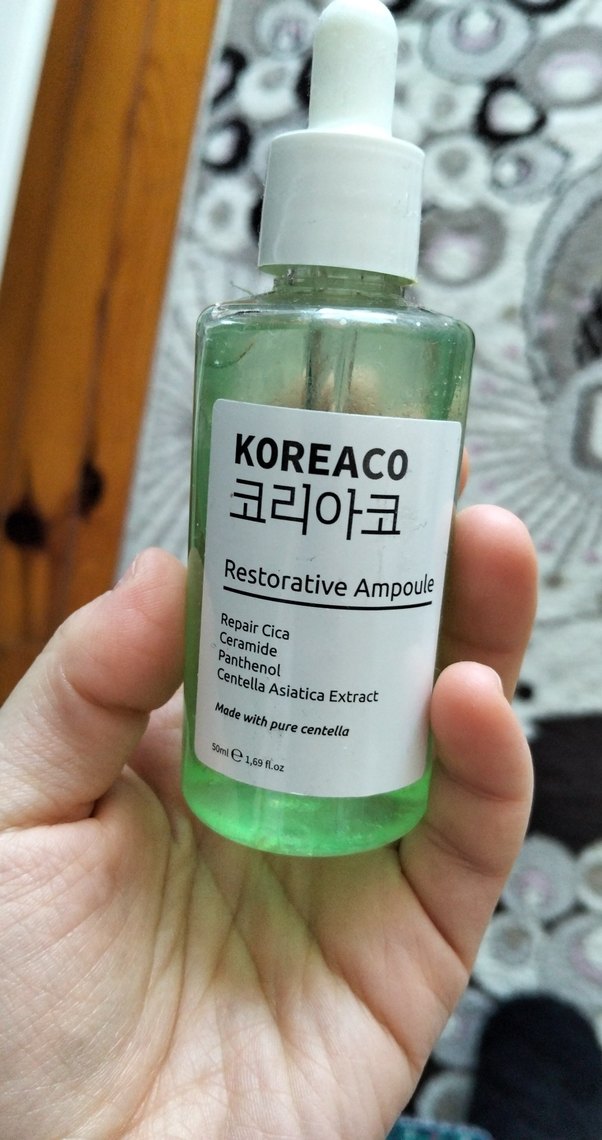 KOREACO
코리아코
Restorative Ampoule
Repair Cica
Ceramide
Panthenol
Centella Asiatica Extract
Made with pure centella
50ml ℮ 1,69 fl.oz